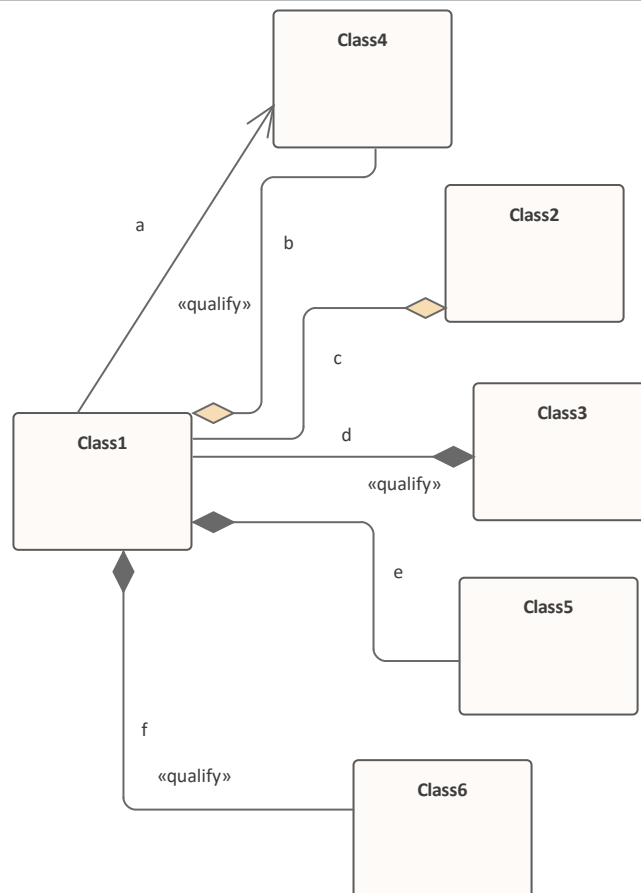 Class4
Class2
a
b
«qualify»
c
Class3
d
Class1
«qualify»
e
Class5
f
«qualify»
Class6